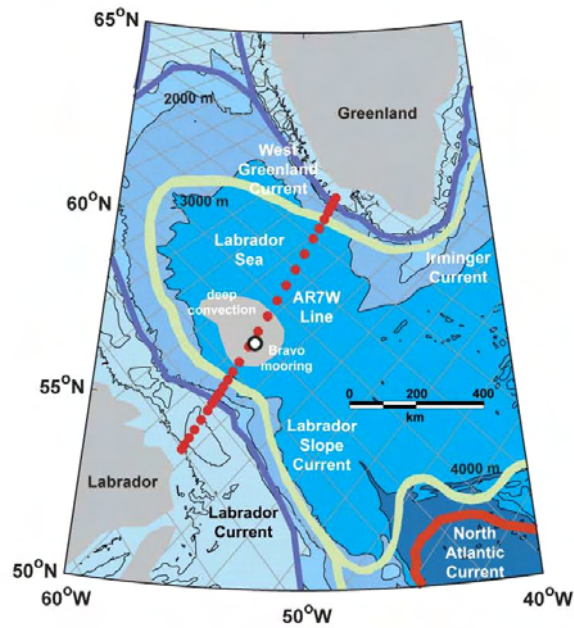 65°N
2000 m
Greenland
West
Greenland
Current
60°N
3000 m
Labrador
Sea
Irminger
Current
AR7W
Line
deep
convection
Bravo
mooring
55°N
0 200 400
km
Labrador
Slope
Current
4000 m
Labrador
Labrador
Current
North
Atlantic
Current
50°N
60°W
50°W
40°W